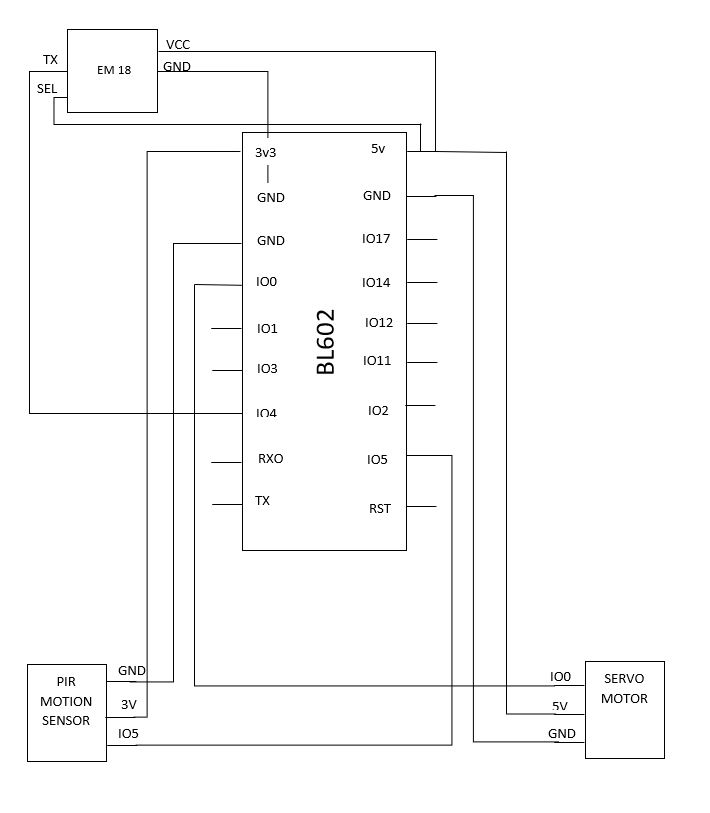 VCC
TX
EM 18
GND
SEL
3v3
5v
GND
GND
GND
IO17
IO0
IO14
IO1
IO12
BL602
IO3
IO11
IO4
IO2
RXO
IO5
TX
RST
GND
PIR
MOTION
SENSOR
3V
IO5
IO0
5V
GND
SERVO
MOTOR